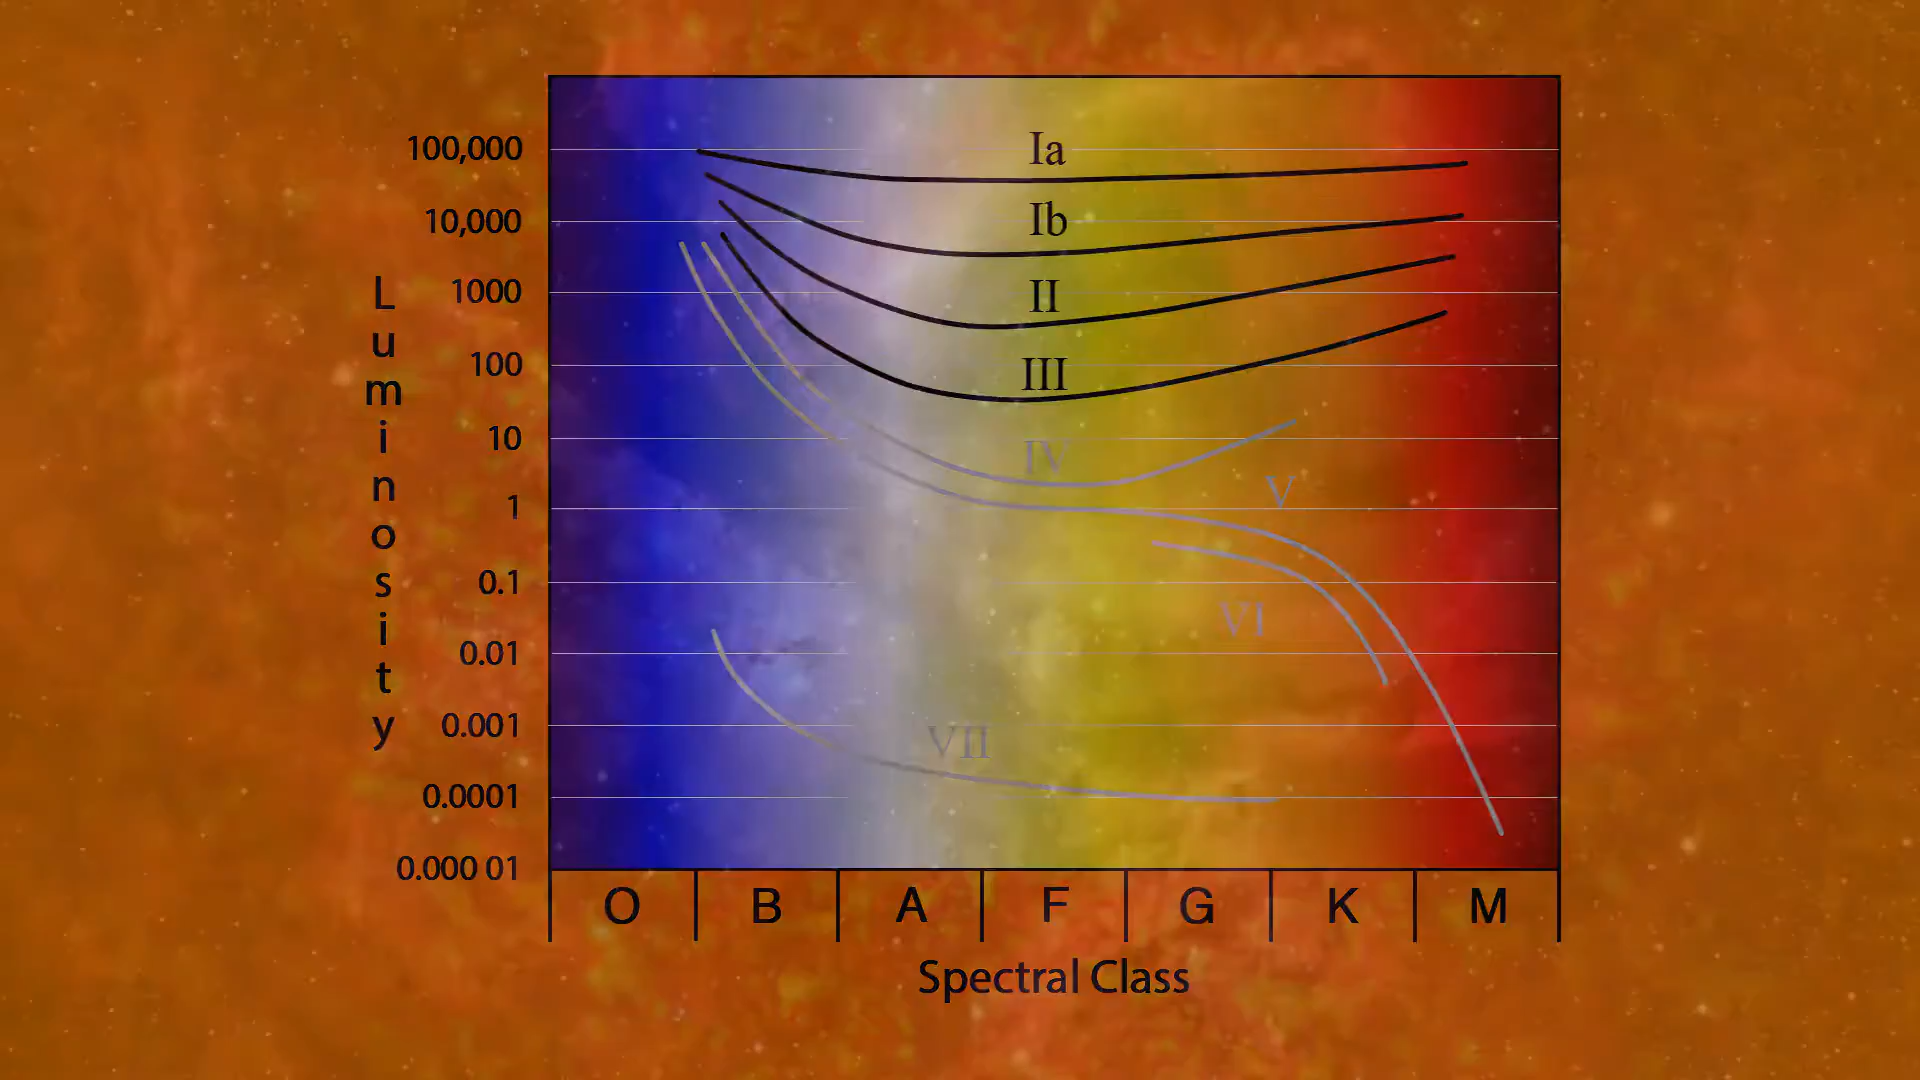 Luminosity
100,000
10,000
1000
100
10
1
0.1
0.01
0.001
0.0001
0.000 01
Ia
Ib
II
III
IV
V
VI
VII
O B A F G K M
Spectral Class